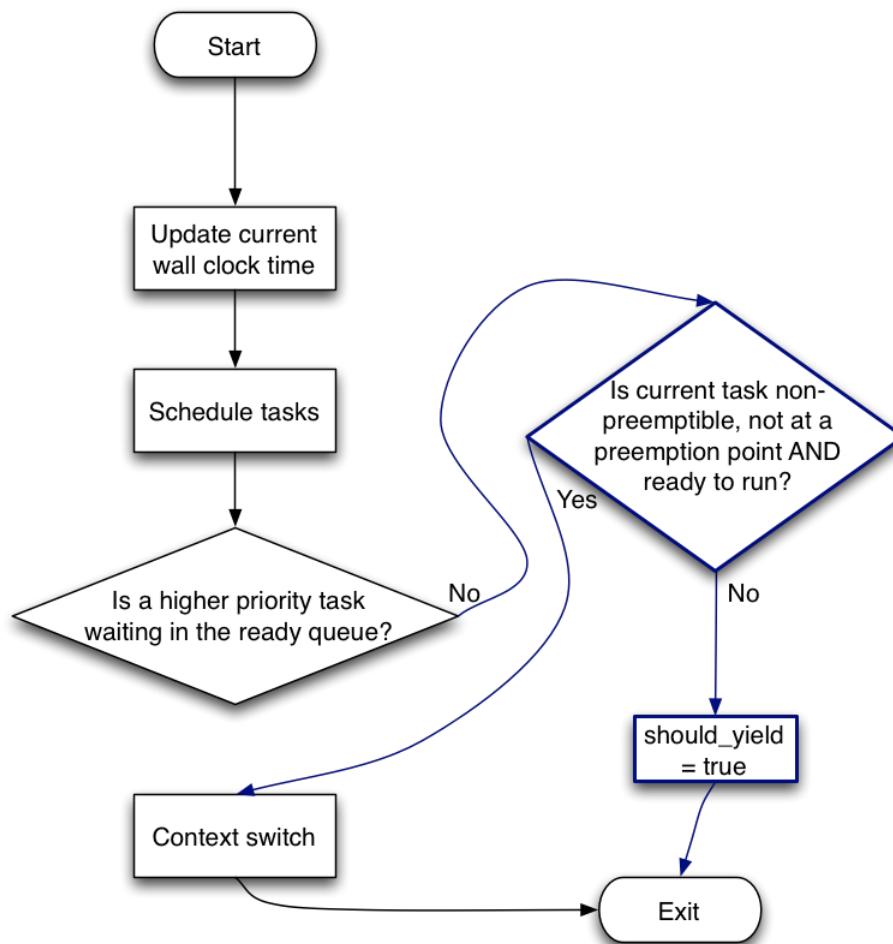 Start
Update current
wall clock time
Schedule tasks
Is a higher priority task
waiting in the ready queue?
No
Is current task non-
preemptible, not at a
preemption point AND
ready to run?
Yes
No
should_yield
= true
Context switch
Exit